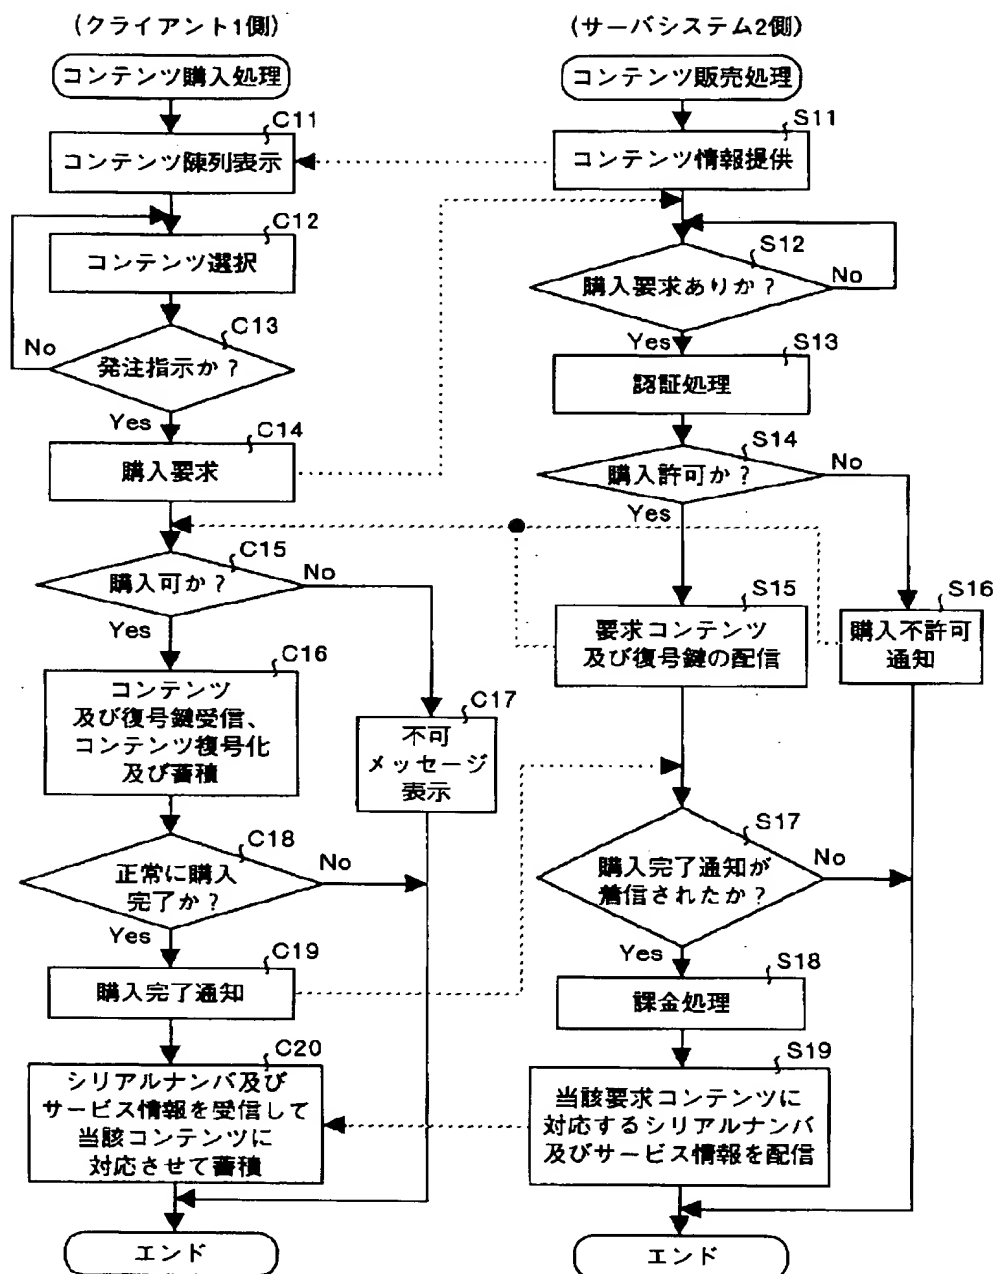 (クライアント1側)
コンテンツ購入処理
C11
コンテンツ陳列表示
C12
コンテンツ選択
C13
発注指示か？
No
Yes
C14
購入要求
C15
購入可か？
No
Yes
C16
コンテンツ
及び復号鍵受信、
コンテンツ復号化
及び蓄積
C17
不可
メッセージ
表示
C18
正常に購入
完了か？
No
Yes
C19
購入完了通知
C20
シリアルナンバ及び
サービス情報を受信して
当該コンテンツに
対応させて蓄積
エンド
(サーバシステム2側)
コンテンツ販売処理
S11
コンテンツ情報提供
S12
購入要求ありか？
No
Yes
S13
認証処理
S14
購入許可か？
No
Yes
S15
要求コンテンツ
及び復号鍵の配信
S16
購入不許可
通知
S17
購入完了通知が
着信されたか？
No
Yes
S18
課金処理
S19
当該要求コンテンツに
対応するシリアルナンバ
及びサービス情報を配信
エンド